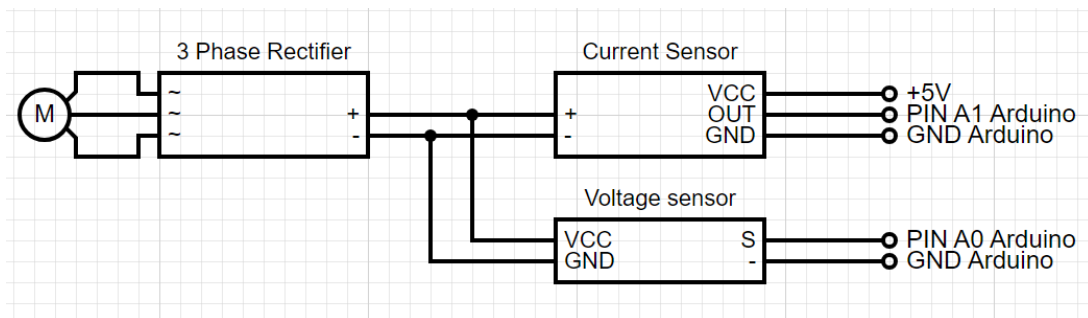 3 Phase Rectifier
Current Sensor
M
~
~
~
+
-
+
-
VCC
OUT
GND
+5V
PIN A1 Arduino
GND Arduino
Voltage sensor
VCC
GND
S
-
PIN A0 Arduino
GND Arduino